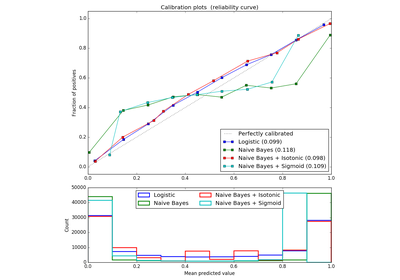 Calibration plots (reliability curve)
1.0
0.8
0.6
0.4
0.2
0.0
Fraction of positives
Perfectly calibrated
Logistic (0.099)
Naive Bayes (0.118)
Naive Bayes + Isotonic (0.098)
Naive Bayes + Sigmoid (0.109)
0.0 0.2 0.4 0.6 0.8 1.0
50000
40000
30000
20000
10000
0
Count
Logistic Naive Bayes + Isotonic
Naive Bayes Naive Bayes + Sigmoid
0.0 0.2 0.4 0.6 0.8 1.0
Mean predicted value